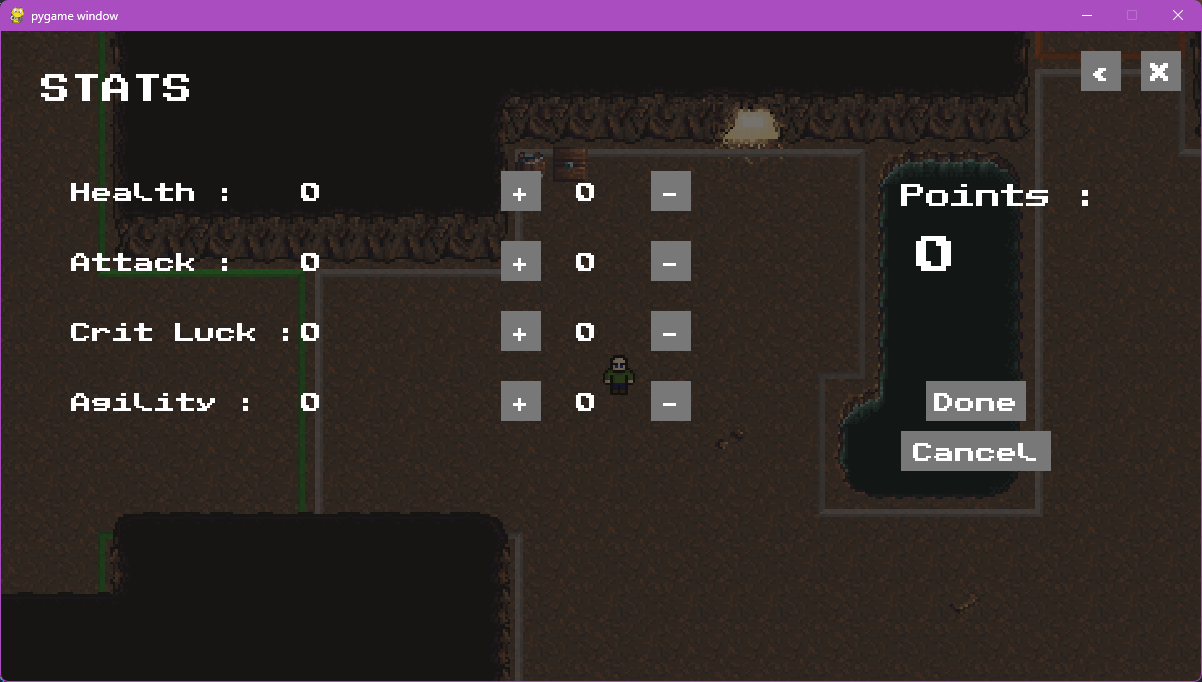 pygame window
STATS
< X
Health : 0 + 0 -
Points :
0
Attack : 0 + 0 -
Crit Luck : 0 + 0 -
Agility : 0 + 0 -
Done
Cancel